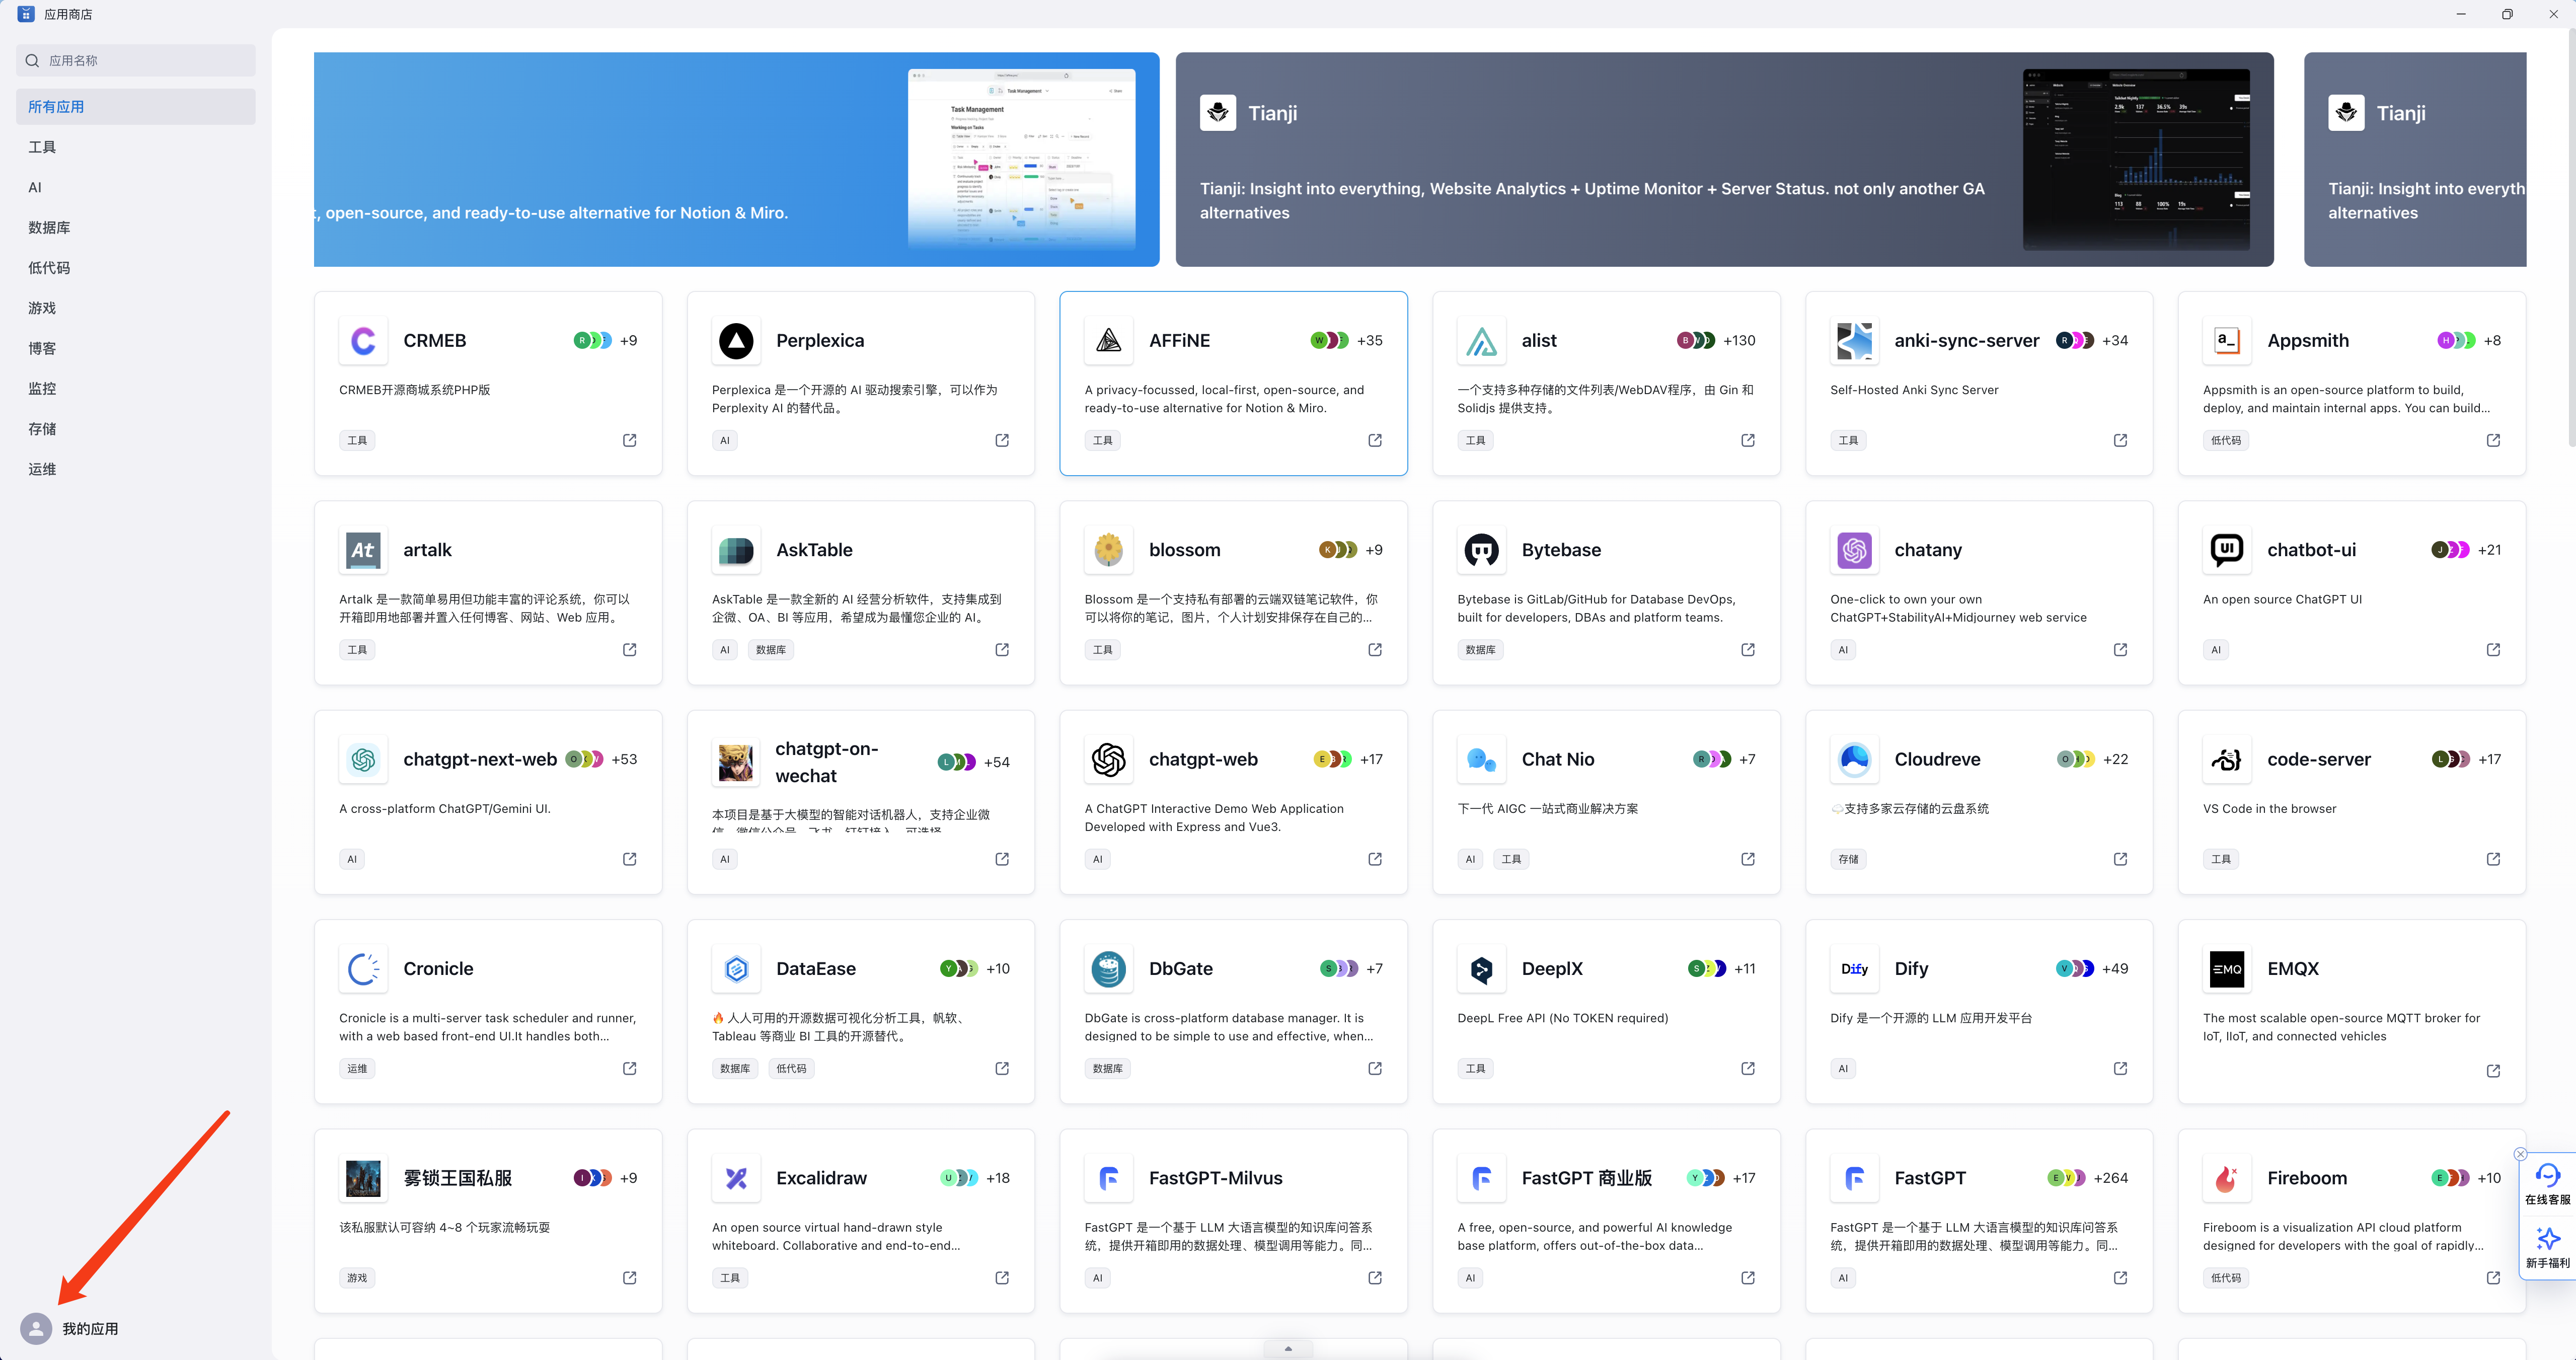 应用商店
应用名称
所有应用
工具
AI
数据库
低代码
游戏
博客
监控
存储
运维
我的应用
, open-source, and ready-to-use alternative for Notion & Miro.
Task Management
Task Management
Working on Tasks
Tianji
Tianji: Insight into everything, Website Analytics + Uptime Monitor + Server Status. not only another GA
alternatives
Tianji
Tianji: Insight into everyth
alternatives
CRMEB
+9
CRMEB开源商城系统PHP版
工具
Perplexica
Perplexica 是一个开源的 AI 驱动搜索引擎，可以作为
Perplexity AI 的替代品。
AI
AFFiNE
+35
A privacy-focussed, local-first, open-source, and
ready-to-use alternative for Notion & Miro.
工具
alist
+130
一个支持多种存储的文件列表/WebDAV程序，由 Gin 和
Solidjs 提供支持。
工具
anki-sync-server
+34
Self-Hosted Anki Sync Server
工具
Appsmith
+8
Appsmith is an open-source platform to build,
deploy, and maintain internal apps. You can build...
低代码
artalk
Artalk 是一款简单易用但功能丰富的评论系统，你可以
开箱即用地部署并置入任何博客、网站、Web 应用。
工具
AskTable
AskTable 是一款全新的 AI 经营分析软件，支持集成到
企微、OA、BI 等应用，希望成为最懂您企业的 AI。
AI 数据库
blossom
+9
Blossom 是一个支持私有部署的云端双链笔记软件，你
可以将你的笔记，图片，个人计划安排保存在自己的...
工具
Bytebase
Bytebase is GitLab/GitHub for Database DevOps,
built for developers, DBAs and platform teams.
数据库
chatany
One-click to own your own
ChatGPT+StabilityAI+Midjourney web service
AI
chatbot-ui
+21
An open source ChatGPT UI
AI
chatgpt-next-web
+53
A cross-platform ChatGPT/Gemini UI.
AI
chatgpt-on-
wechat
+54
本项目是基于大模型的智能对话机器人，支持企业微
AI
chatgpt-web
+17
A ChatGPT Interactive Demo Web Application
Developed with Express and Vue3.
AI
Chat Nio
+7
下一代 AIGC 一站式商业解决方案
AI 工具
Cloudreve
+22
支持多家云存储的云盘系统
存储
code-server
+17
VS Code in the browser
工具
Cronicle
Cronicle is a multi-server task scheduler and runner,
with a web based front-end UI.It handles both...
运维
DataEase
+10
🔥 人人可用的开源数据可视化分析工具，帆软、
Tableau 等商业 BI 工具的开源替代。
数据库 低代码
DbGate
+7
DbGate is cross-platform database manager. It is
designed to be simple to use and effective, when...
数据库
DeeplX
+11
DeepL Free API (No TOKEN required)
工具
Dify
Dify
+49
Dify 是一个开源的 LLM 应用开发平台
AI
EMQ
EMQX
The most scalable open-source MQTT broker for
IoT, IIoT, and connected vehicles
雾锁王国私服
+9
该私服默认可容纳 4~8 个玩家流畅玩耍
游戏
Excalidraw
+18
An open source virtual hand-drawn style
whiteboard. Collaborative and end-to-end...
工具
FastGPT-Milvus
FastGPT 是一个基于 LLM 大语言模型的知识库问答系
统，提供开箱即用的数据处理、模型调用等能力。同...
AI
FastGPT 商业版
+17
A free, open-source, and powerful AI knowledge
base platform, offers out-of-the-box data...
AI
FastGPT
+264
FastGPT 是一个基于 LLM 大语言模型的知识库问答系
统，提供开箱即用的数据处理、模型调用等能力。同...
AI
Fireboom
+10
Fireboom is a visualization API cloud platform
designed for developers with the goal of rapidly...
低代码
在线客服
新手福利